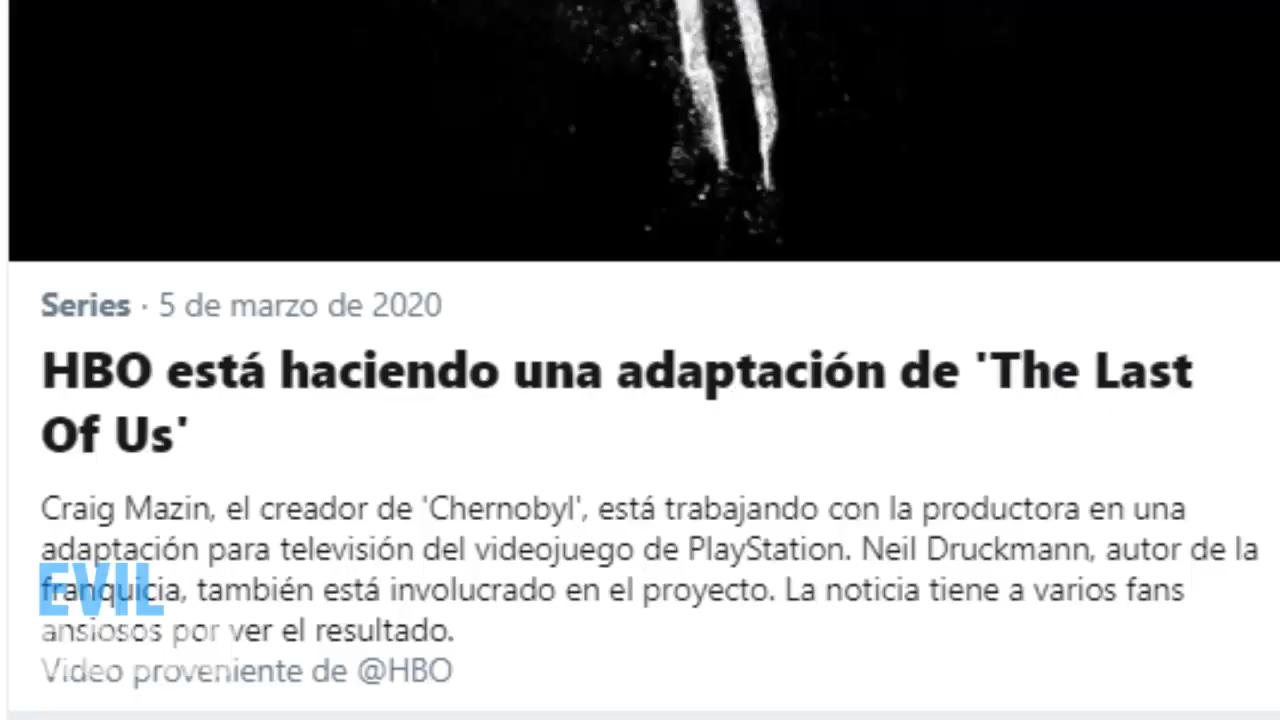 Series · 5 de marzo de 2020
HBO está haciendo una adaptación de 'The Last
Of Us'
Craig Mazin, el creador de 'Chernobyl', está trabajando con la productora en una
adaptación para televisión del videojuego de PlayStation. Neil Druckmann, autor de la
franquicia, también está involucrado en el proyecto. La noticia tiene a varios fans
EVIL
ansiosos por ver el resultado.
Video proveniente de @HBO